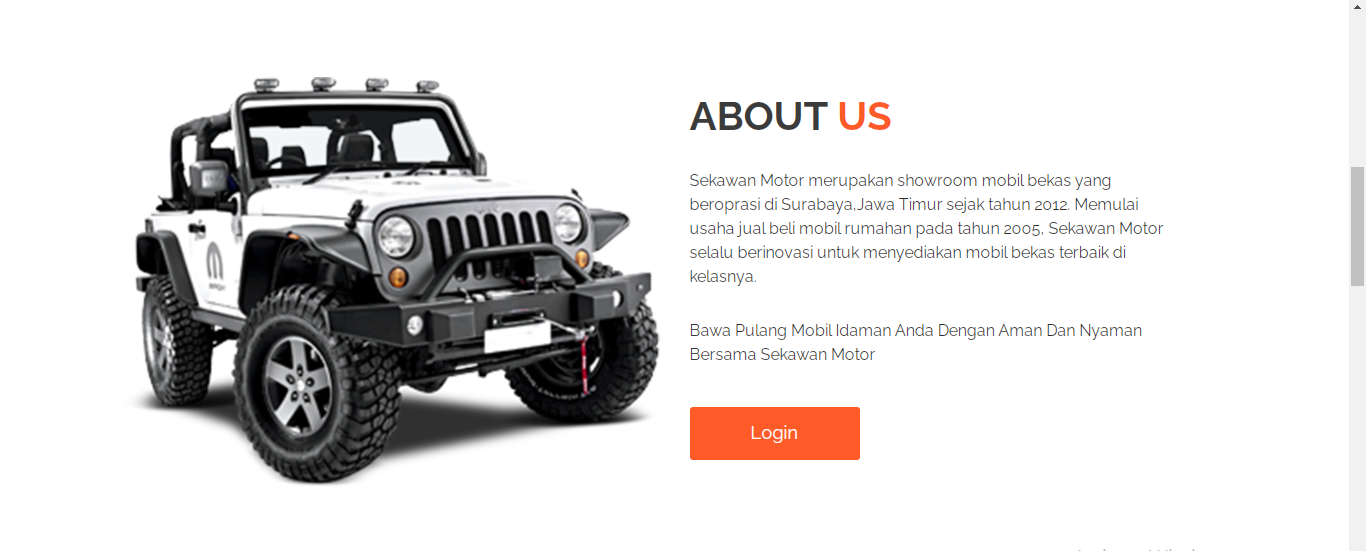 ABOUT US
Sekawan Motor merupakan showroom mobil bekas yang
beroprasi di Surabaya,Jawa Timur sejak tahun 2012. Memulai
usaha jual beli mobil rumahan pada tahun 2005, Sekawan Motor
selalu berinovasi untuk menyediakan mobil bekas terbaik di
kelasnya.
Bawa Pulang Mobil Idaman Anda Dengan Aman Dan Nyaman
Bersama Sekawan Motor
Login